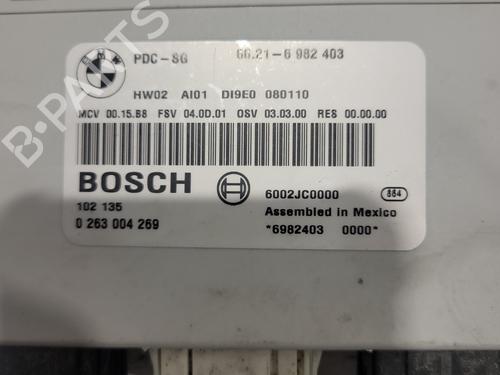 PDC-SG 66.21-6 982 403
HW02 AI01 DI9E0 080110
MCV 00.15.B8 FSV 04.0D.01 OSV 03.03.00 RES 00.00.00
BOSCH
6002JC0000 884
102 135
Assembled in Mexico
0 263 004 269
*6982403 0000*
B-PARTS